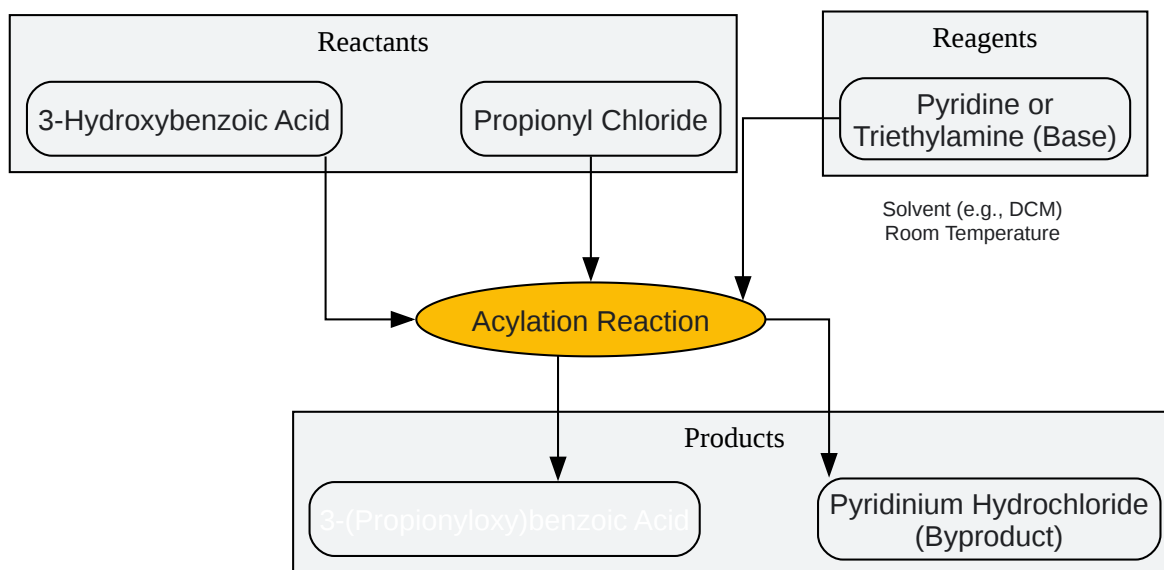 Reactants
3-Hydroxybenzoic Acid
Propionyl Chloride
Reagents
Pyridine or
Triethylamine (Base)
Solvent (e.g., DCM)
Room Temperature
Acylation Reaction
Products
3-(Propionyloxy)benzoic Acid
Pyridinium Hydrochloride
(Byproduct)